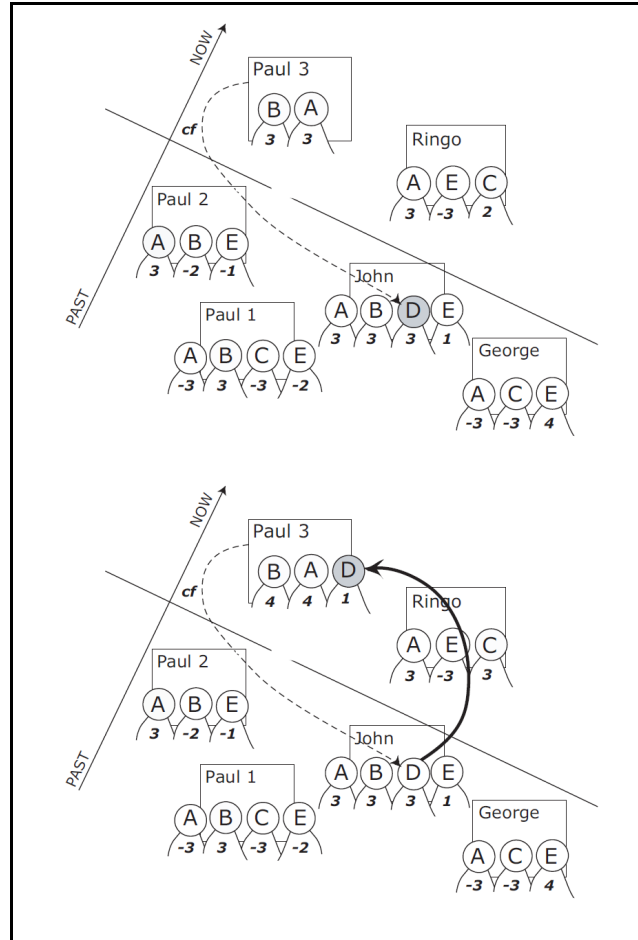 NOW
Paul 3
cf
B A
3 3
Ringo
A E C
3 -3 2
Paul 2
A B E
3 -2 -1
John
A B D E
3 3 3 1
PAST
Paul 1
A B C E
-3 3 -3 -2
George
A C E
-3 -3 4
NOW
Paul 3
cf
B A D
4 4 1
Ringo
A E C
3 -3 3
Paul 2
A B E
3 -2 -1
John
A B D E
3 3 3 1
PAST
Paul 1
A B C E
-3 3 -3 -2
George
A C E
-3 -3 4